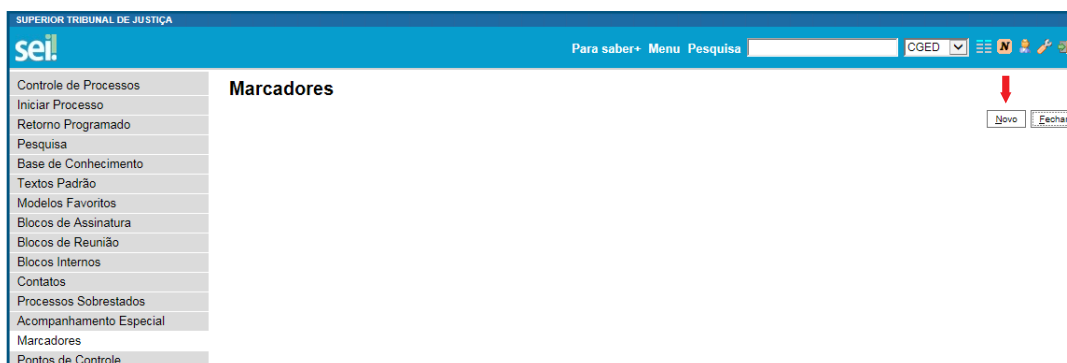 SUPERIOR TRIBUNAL DE JUSTIÇA
sei!
Para saber+ Menu Pesquisa
CGED
N
Controle de Processos
Iniciar Processo
Retorno Programado
Pesquisa
Base de Conhecimento
Textos Padrão
Modelos Favoritos
Blocos de Assinatura
Blocos de Reunião
Blocos Internos
Contatos
Processos Sobrestados
Acompanhamento Especial
Marcadores
Pontos de Controle
Marcadores
Novo Fechar